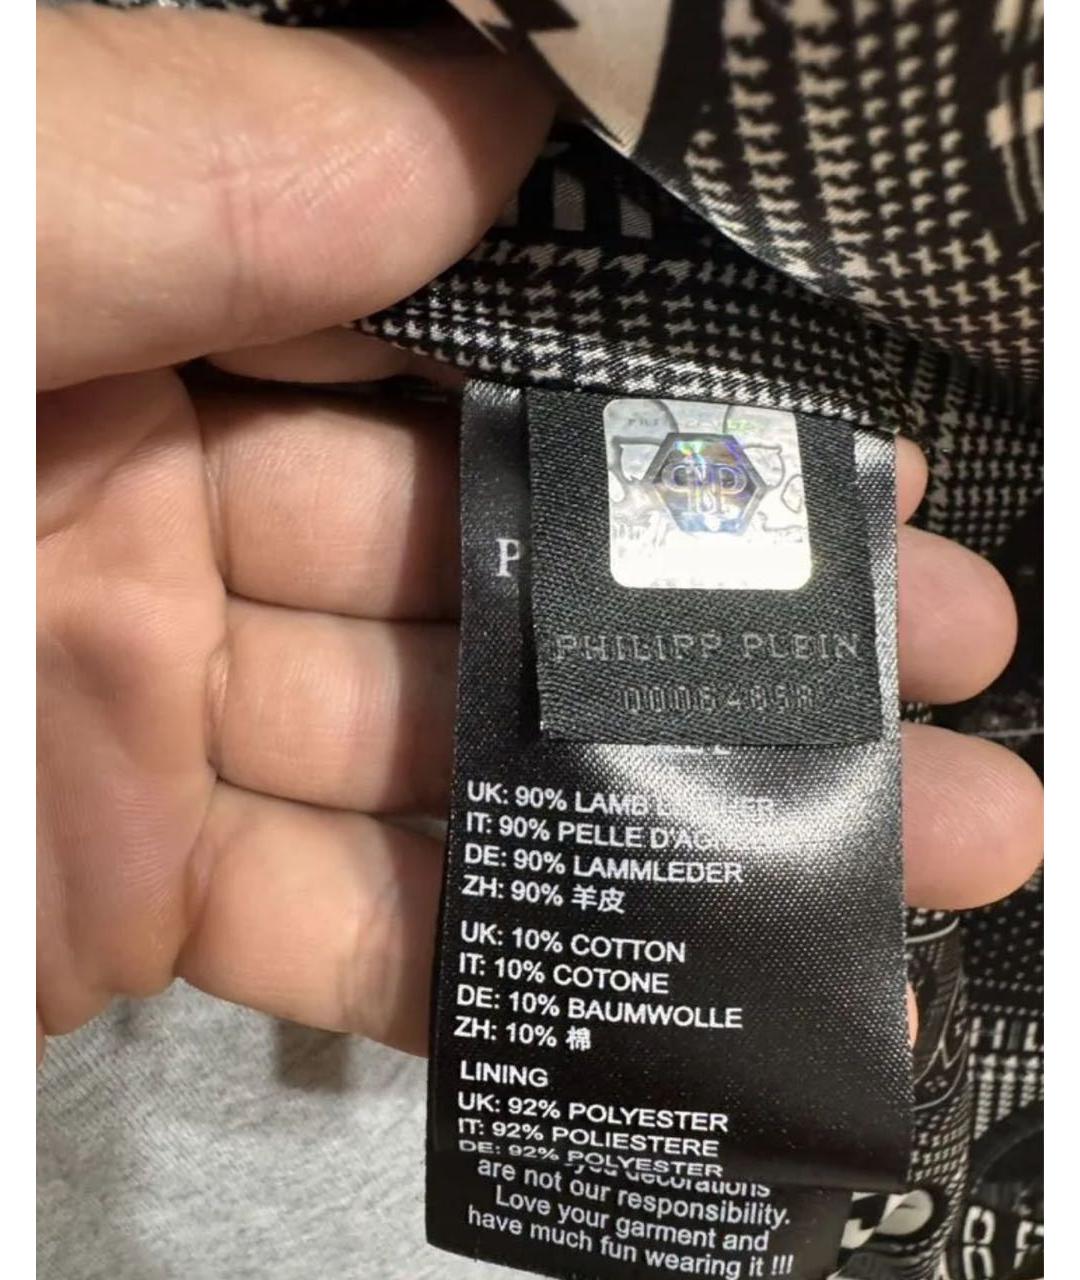 P
PHILIPP PLEIN
UK: 90% LAMB LEATHER
IT: 90% PELLE
DE: 90% LAMMLEDER
ZH: 90% 羊皮
UK: 10% COTTON
IT: 10% COTONE
DE: 10% BAUMWOLLE
ZH: 10% 棉
LINING
UK: 92% POLYESTER
IT: 92% POLIESTERE
DE: 92% POLYESTER
decorations
are not our responsibility.
Love your garment and
have much fun wearing it !!!